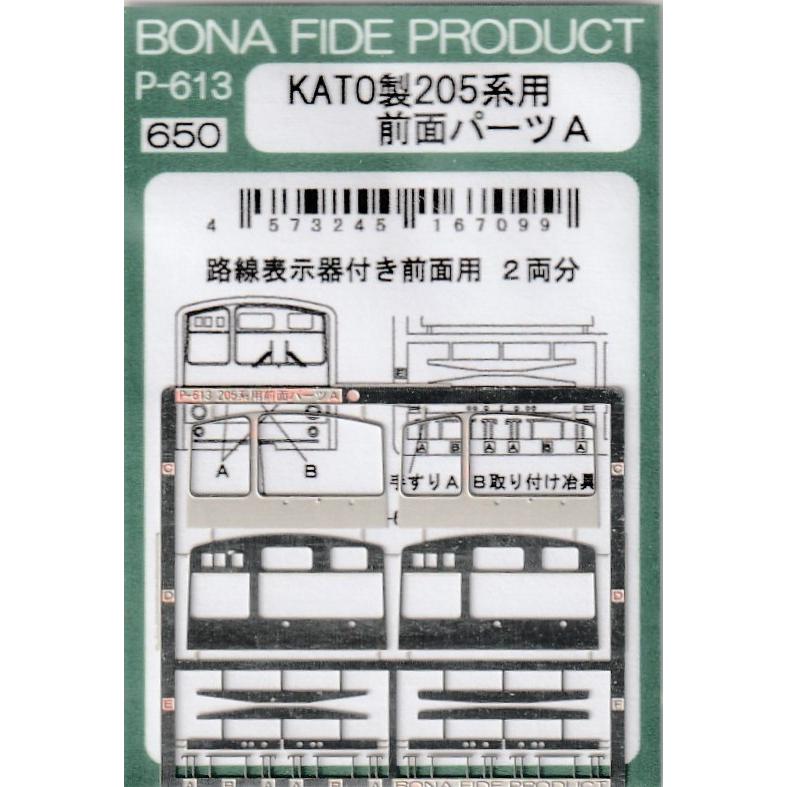 BONA FIDE PRODUCT
P-613
650
KATO製205系用
前面パーツA
4 573245 167099
路線表示器付き前面用 2両分
P-613 205系用前面パーツA
A B A A B A
A B
手すりA B取り付け冶具
C C
D D
E F
A B A A B A
BONA FIDE PRODUCT